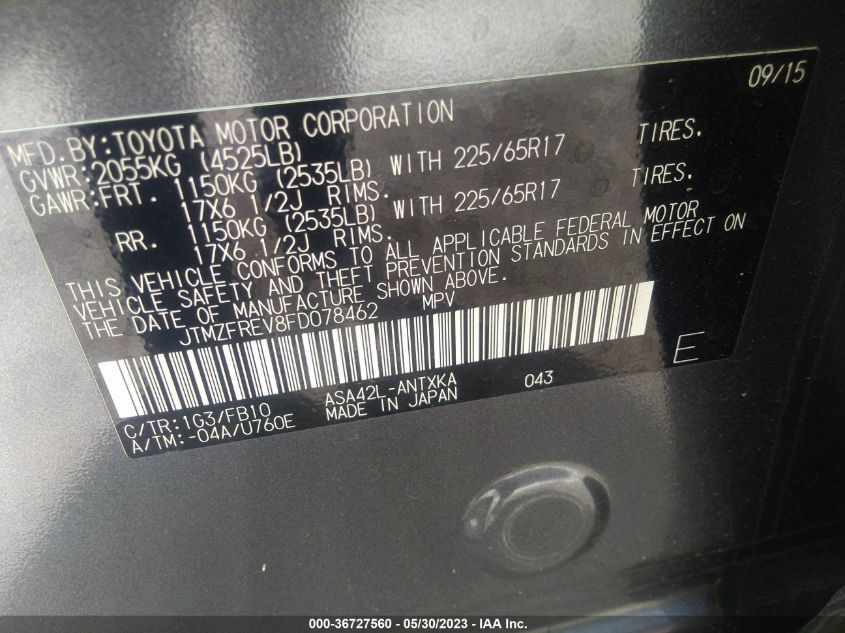 09/15
MFD.BY:TOYOTA MOTOR CORPORATION
GVWR:2055KG (4525LB)
GAWR:FRT. 1150KG (2535LB) WITH 225/65R17 TIRES.
17X6 1/2J RIMS.
RR. 1150KG (2535LB) WITH 225/65R17 TIRES.
17X6 1/2J RIMS.
THIS VEHICLE CONFORMS TO ALL APPLICABLE FEDERAL MOTOR
VEHICLE SAFETY AND THEFT PREVENTION STANDARDS IN EFFECT ON
THE DATE OF MANUFACTURE SHOWN ABOVE.
JTMZFREV8FD078462 MPV
E
C/TR:1G3/FB10 ASA42L-ANTXKA 043
A/TM:-04A/U760E MADE IN JAPAN
000-36727560 - 05/30/2023 - IAA Inc.